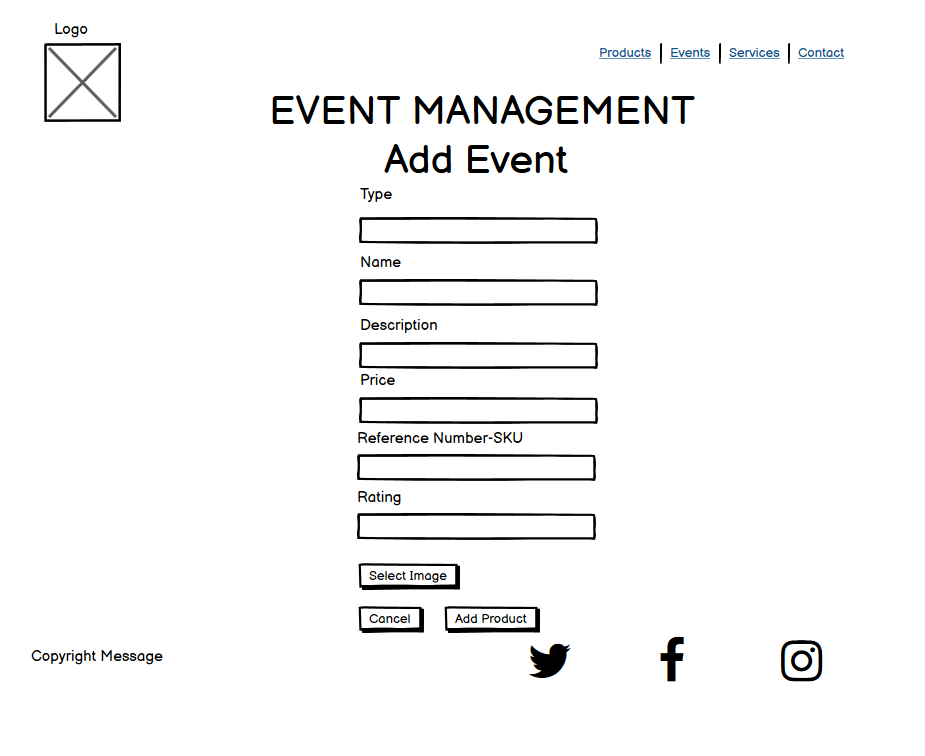 Logo
Products Events Services Contact
EVENT MANAGEMENT
Add Event
Type
Name
Description
Price
Reference Number-SKU
Rating
Select Image
Cancel Add Product
Copyright Message